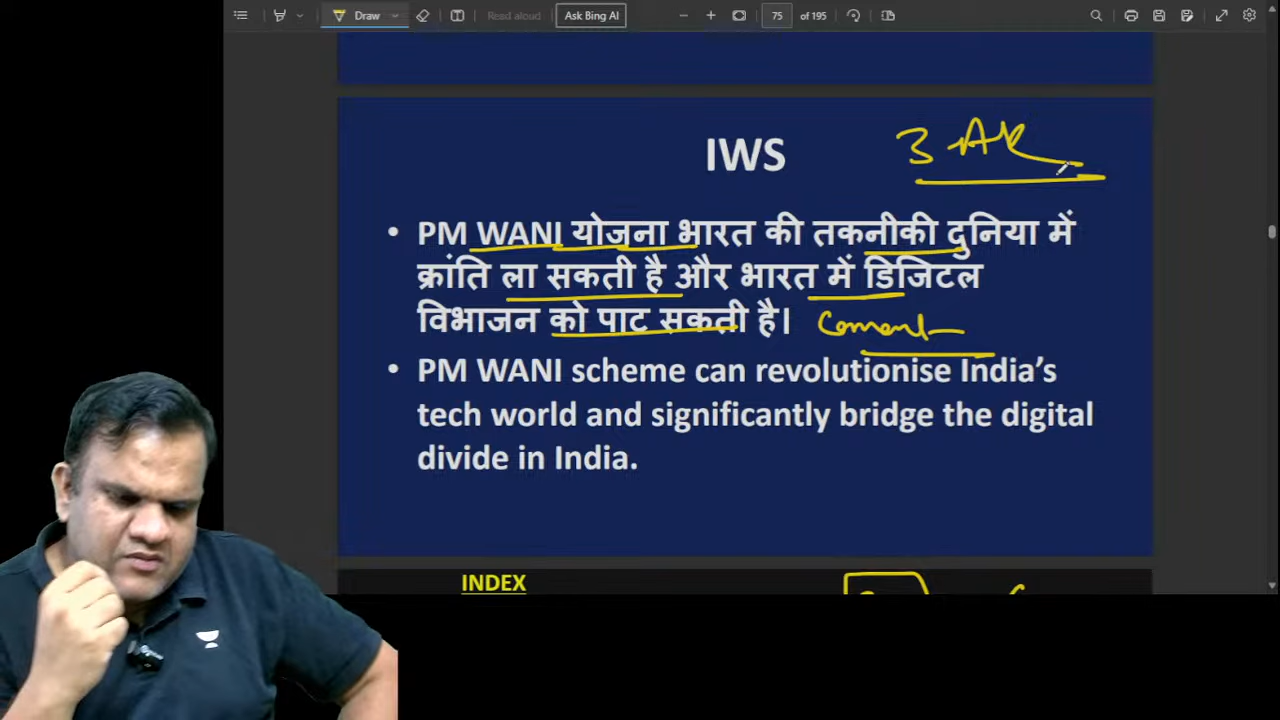 Draw
Read aloud
Ask Bing AI
75
of 195
IWS
3 AR
• PM WANI योजना भारत की तकनीकी दुनिया में
क्रांति ला सकती है और भारत में डिजिटल
विभाजन को पाट सकती है।
Coment
• PM WANI scheme can revolutionise India’s
tech world and significantly bridge the digital
divide in India.
INDEX